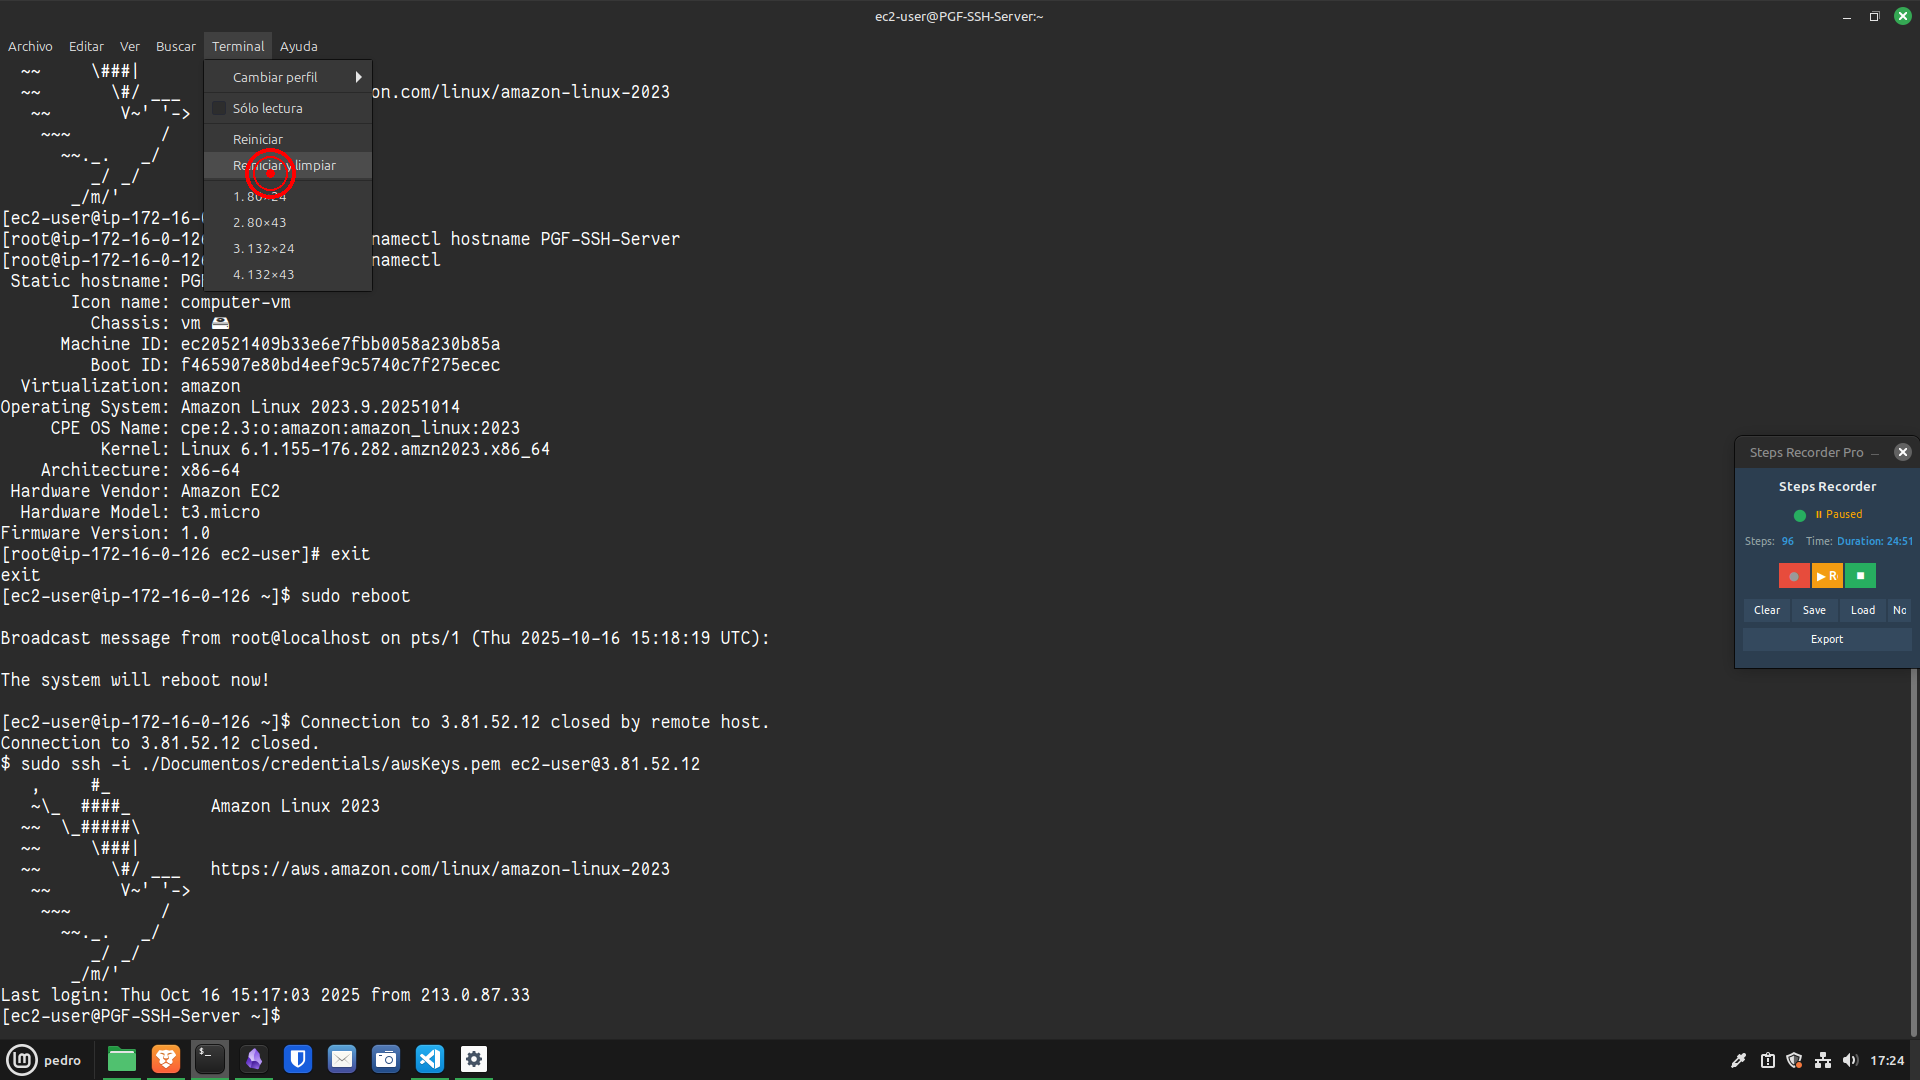 ec2-user@PGF-SSH-Server:~
Archivo Editar Ver Buscar Terminal Ayuda
Cambiar perfil
Sólo lectura
Reiniciar
Reiniciar y limpiar
1. 80×24
2. 80×43
3. 132×24
4. 132×43
~~ \###|
~~ \#/ ___ on.com/linux/amazon-linux-2023
~~ V~' '->
~~~ /
~~._. _/
_/ _/
_/m/'
[ec2-user@ip-172-16-0
[root@ip-172-16-0-12 namectl hostname PGF-SSH-Server
[root@ip-172-16-0-12 namectl
Static hostname: PG
Icon name: computer-vm
Chassis: vm 🖴
Machine ID: ec20521409b33e6e7fbb0058a230b85a
Boot ID: f465907e80bd4eef9c5740c7f275ecec
Virtualization: amazon
Operating System: Amazon Linux 2023.9.20251014
CPE OS Name: cpe:2.3:o:amazon:amazon_linux:2023
Kernel: Linux 6.1.155-176.282.amzn2023.x86_64
Architecture: x86-64
Hardware Vendor: Amazon EC2
Hardware Model: t3.micro
Firmware Version: 1.0
[root@ip-172-16-0-126 ec2-user]# exit
exit
[ec2-user@ip-172-16-0-126 ~]$ sudo reboot
Broadcast message from root@localhost on pts/1 (Thu 2025-10-16 15:18:19 UTC):
The system will reboot now!
[ec2-user@ip-172-16-0-126 ~]$ Connection to 3.81.52.12 closed by remote host.
Connection to 3.81.52.12 closed.
$ sudo ssh -i ./Documentos/credentials/awsKeys.pem ec2-user@3.81.52.12
, #_
~\_ ####_ Amazon Linux 2023
~~ \_#####\
~~ \###|
~~ \#/ ___ https://aws.amazon.com/linux/amazon-linux-2023
~~ V~' '->
~~~ /
~~._. _/
_/ _/
_/m/'
Last login: Thu Oct 16 15:17:03 2025 from 213.0.87.33
[ec2-user@PGF-SSH-Server ~]$
Steps Recorder Pro
Steps Recorder
⏸ Paused
Steps: 96 Time: Duration: 24:51
▶ R
Clear Save Load No
Export
pedro
17:24